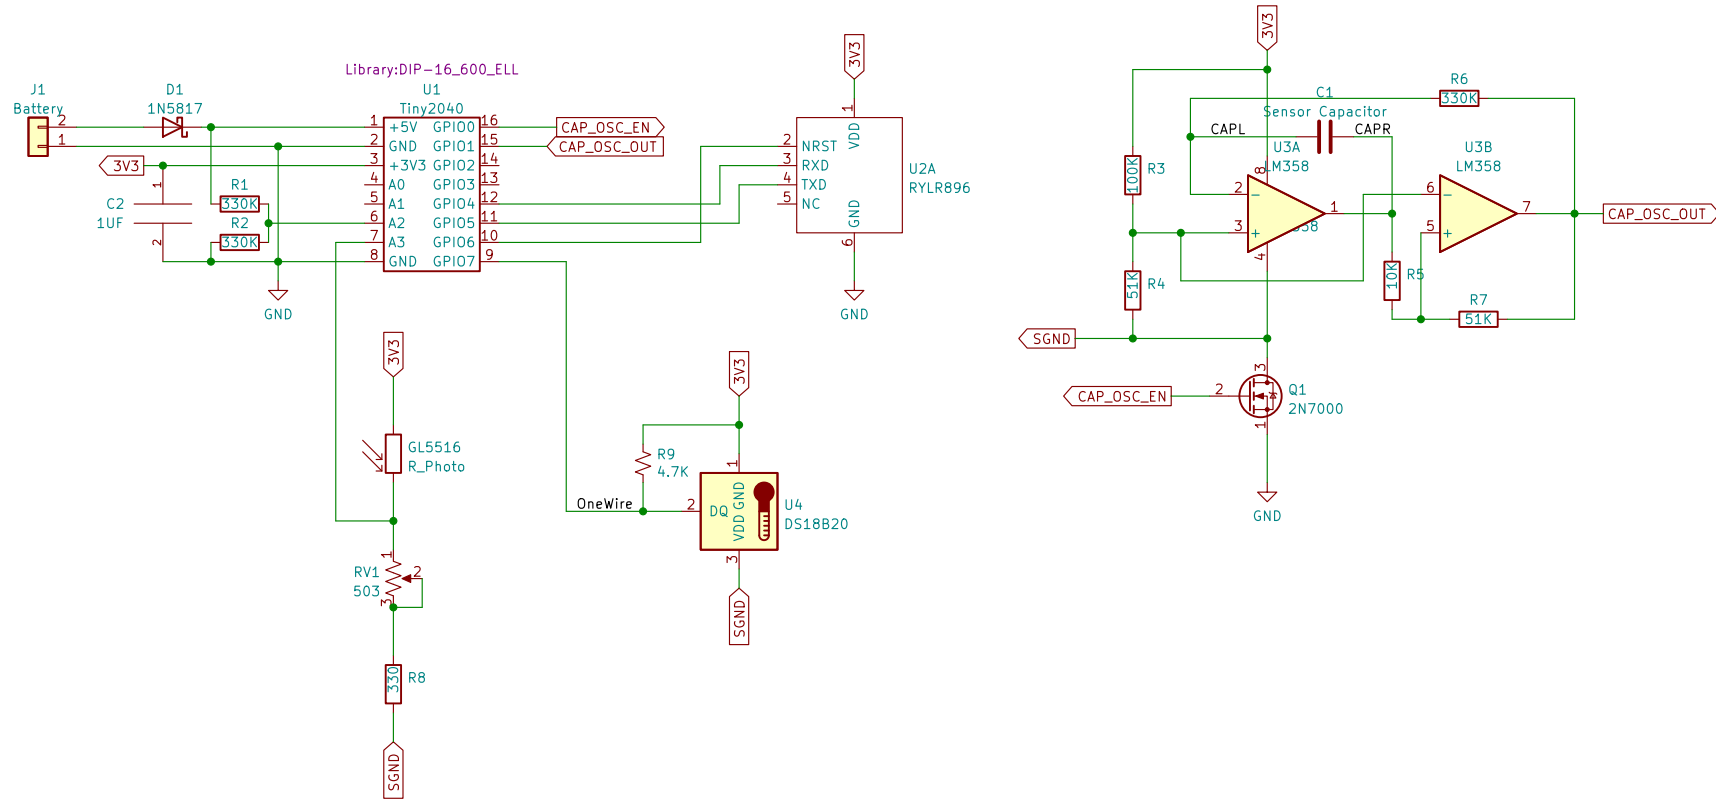 Library:DIP-16_600_ELL
J1
Battery
2
1
D1
1N5817
U1
Tiny2040
1 +5V GPIO0 16
2 GND GPIO1 15
3 +3V3 GPIO2 14
4 A0 GPIO3 13
5 A1 GPIO4 12
6 A2 GPIO5 11
7 A3 GPIO6 10
8 GND GPIO7 9
CAP_OSC_EN
CAP_OSC_OUT
3V3
C2
1UF
1
2
R1
330K
R2
330K
GND
3V3
1
VDD
2 NRST
3 RXD
4 TXD
5 NC
GND
6
U2A
RYLR896
GND
3V3
GL5516
R_Photo
RV1
503
1
2
3
330
R8
SGND
3V3
R9
4.7K
OneWire
1
2
DQ
GND
VDD
3
U4
DS18B20
SGND
3V3
R3
100K
R4
51K
SGND
C1
Sensor Capacitor
CAPL
CAPR
R6
330K
U3A
LM358
8
2
-
3
+
1
4
58
U3B
LM358
6
-
5
+
7
CAP_OSC_OUT
R5
10K
R7
51K
CAP_OSC_EN
2
3
1
Q1
2N7000
GND